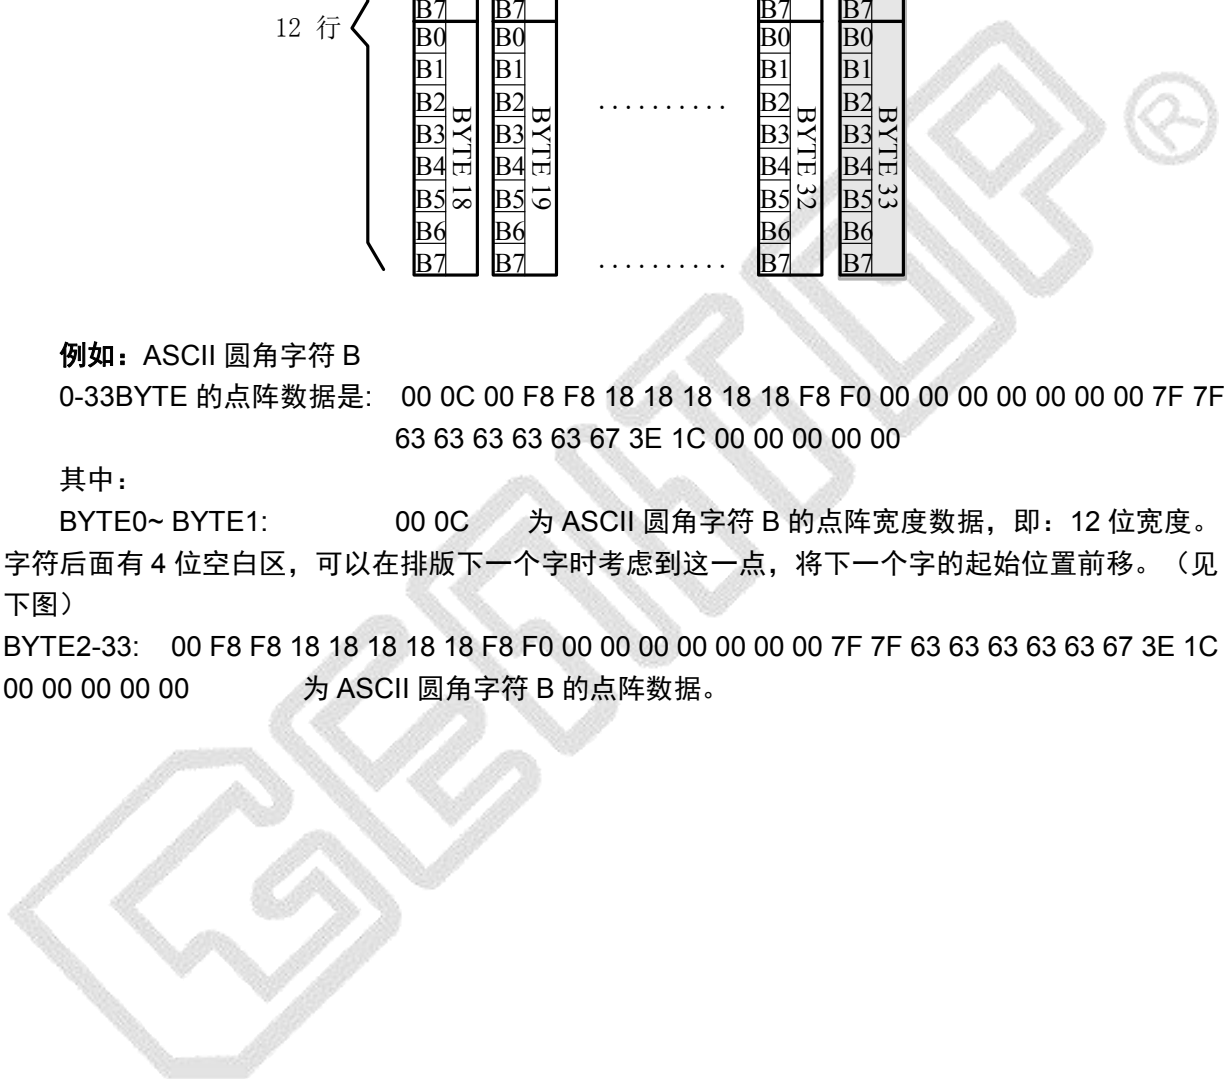 B7 B7 B7 B7
12 行
B0 B0 B0 B0
B1 B1 B1 B1
B2 B2 .......... B2 B2
B3 B3 B3 B3
B4 B4 B4 B4
B5 B5 B5 B5
B6 B6 B6 B6
B7 B7 .......... B7 B7
BYTE 18
BYTE 19
BYTE 32
BYTE 33
例如：ASCII 圆角字符 B
0-33BYTE 的点阵数据是: 00 0C 00 F8 F8 18 18 18 18 18 F8 F0 00 00 00 00 00 00 00 7F 7F
63 63 63 63 63 67 3E 1C 00 00 00 00 00
其中：
BYTE0~ BYTE1: 00 0C 为 ASCII 圆角字符 B 的点阵宽度数据，即：12 位宽度。
字符后面有 4 位空白区，可以在排版下一个字时考虑到这一点，将下一个字的起始位置前移。（见
下图）
BYTE2-33: 00 F8 F8 18 18 18 18 18 F8 F0 00 00 00 00 00 00 00 7F 7F 63 63 63 63 63 67 3E 1C
00 00 00 00 00 为 ASCII 圆角字符 B 的点阵数据。
GENITOP®